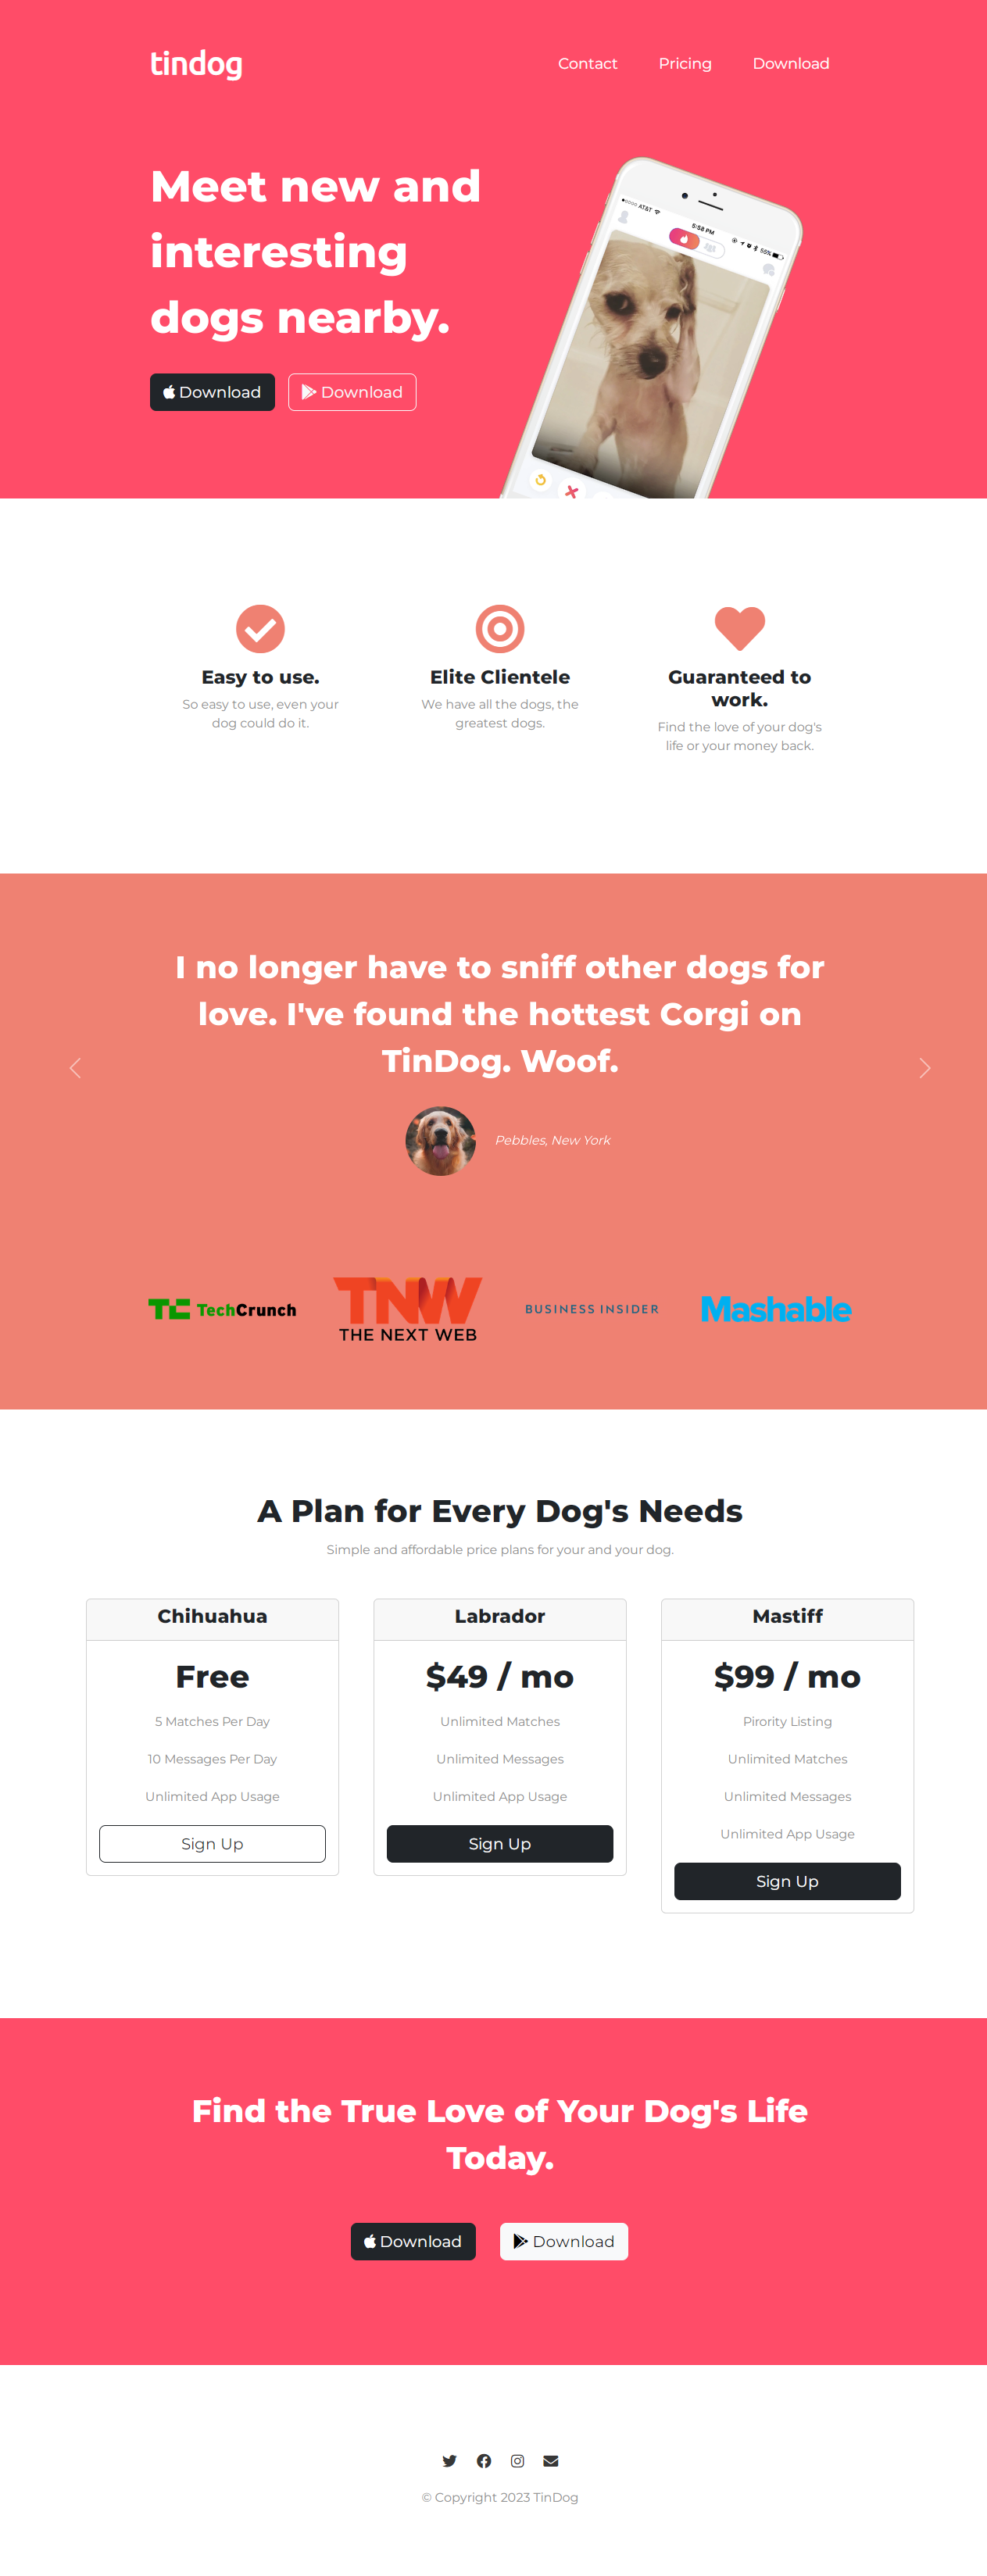 tindog
Contact Pricing Download
Meet new and
interesting
dogs nearby.
Download Download
AT&T 5:58 PM 56%
Easy to use.
So easy to use, even your
dog could do it.
Elite Clientele
We have all the dogs, the
greatest dogs.
Guaranteed to
work.
Find the love of your dog's
life or your money back.
I no longer have to sniff other dogs for
love. I've found the hottest Corgi on
TinDog. Woof.
Pebbles, New York
TC TechCrunch
TNW
THE NEXT WEB
BUSINESS INSIDER
Mashable
A Plan for Every Dog's Needs
Simple and affordable price plans for your and your dog.
Chihuahua
Free
5 Matches Per Day
10 Messages Per Day
Unlimited App Usage
Sign Up
Labrador
$49 / mo
Unlimited Matches
Unlimited Messages
Unlimited App Usage
Sign Up
Mastiff
$99 / mo
Pirority Listing
Unlimited Matches
Unlimited Messages
Unlimited App Usage
Sign Up
Find the True Love of Your Dog's Life
Today.
Download Download
© Copyright 2023 TinDog